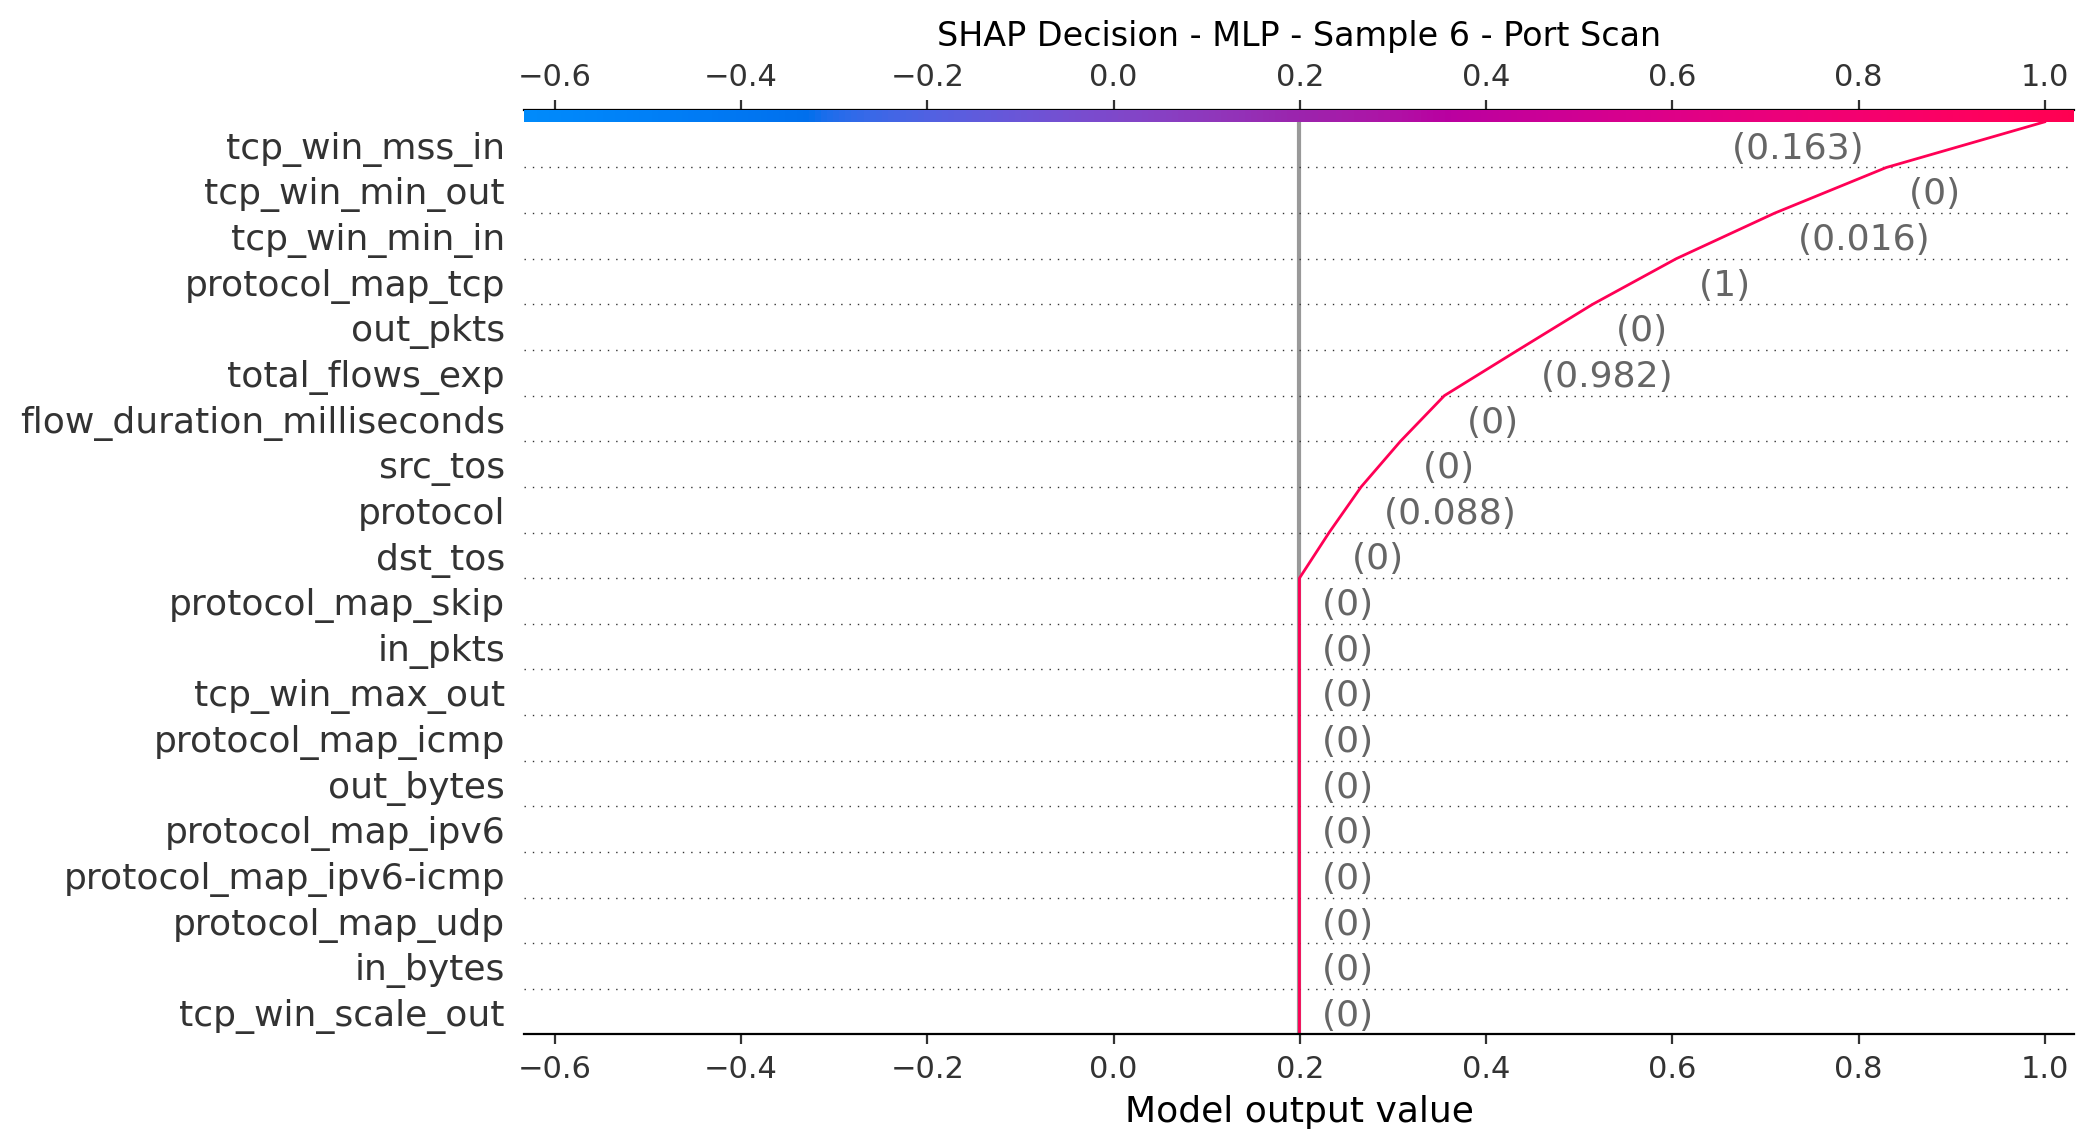 SHAP Decision - MLP - Sample 6 - Port Scan
−0.6 −0.4 −0.2 0.0 0.2 0.4 0.6 0.8 1.0
tcp_win_mss_in (0.163)
tcp_win_min_out (0)
tcp_win_min_in (0.016)
protocol_map_tcp (1)
out_pkts (0)
total_flows_exp (0.982)
flow_duration_milliseconds (0)
src_tos (0)
protocol (0.088)
dst_tos (0)
protocol_map_skip (0)
in_pkts (0)
tcp_win_max_out (0)
protocol_map_icmp (0)
out_bytes (0)
protocol_map_ipv6 (0)
protocol_map_ipv6-icmp (0)
protocol_map_udp (0)
in_bytes (0)
tcp_win_scale_out (0)
−0.6 −0.4 −0.2 0.0 0.2 0.4 0.6 0.8 1.0
Model output value